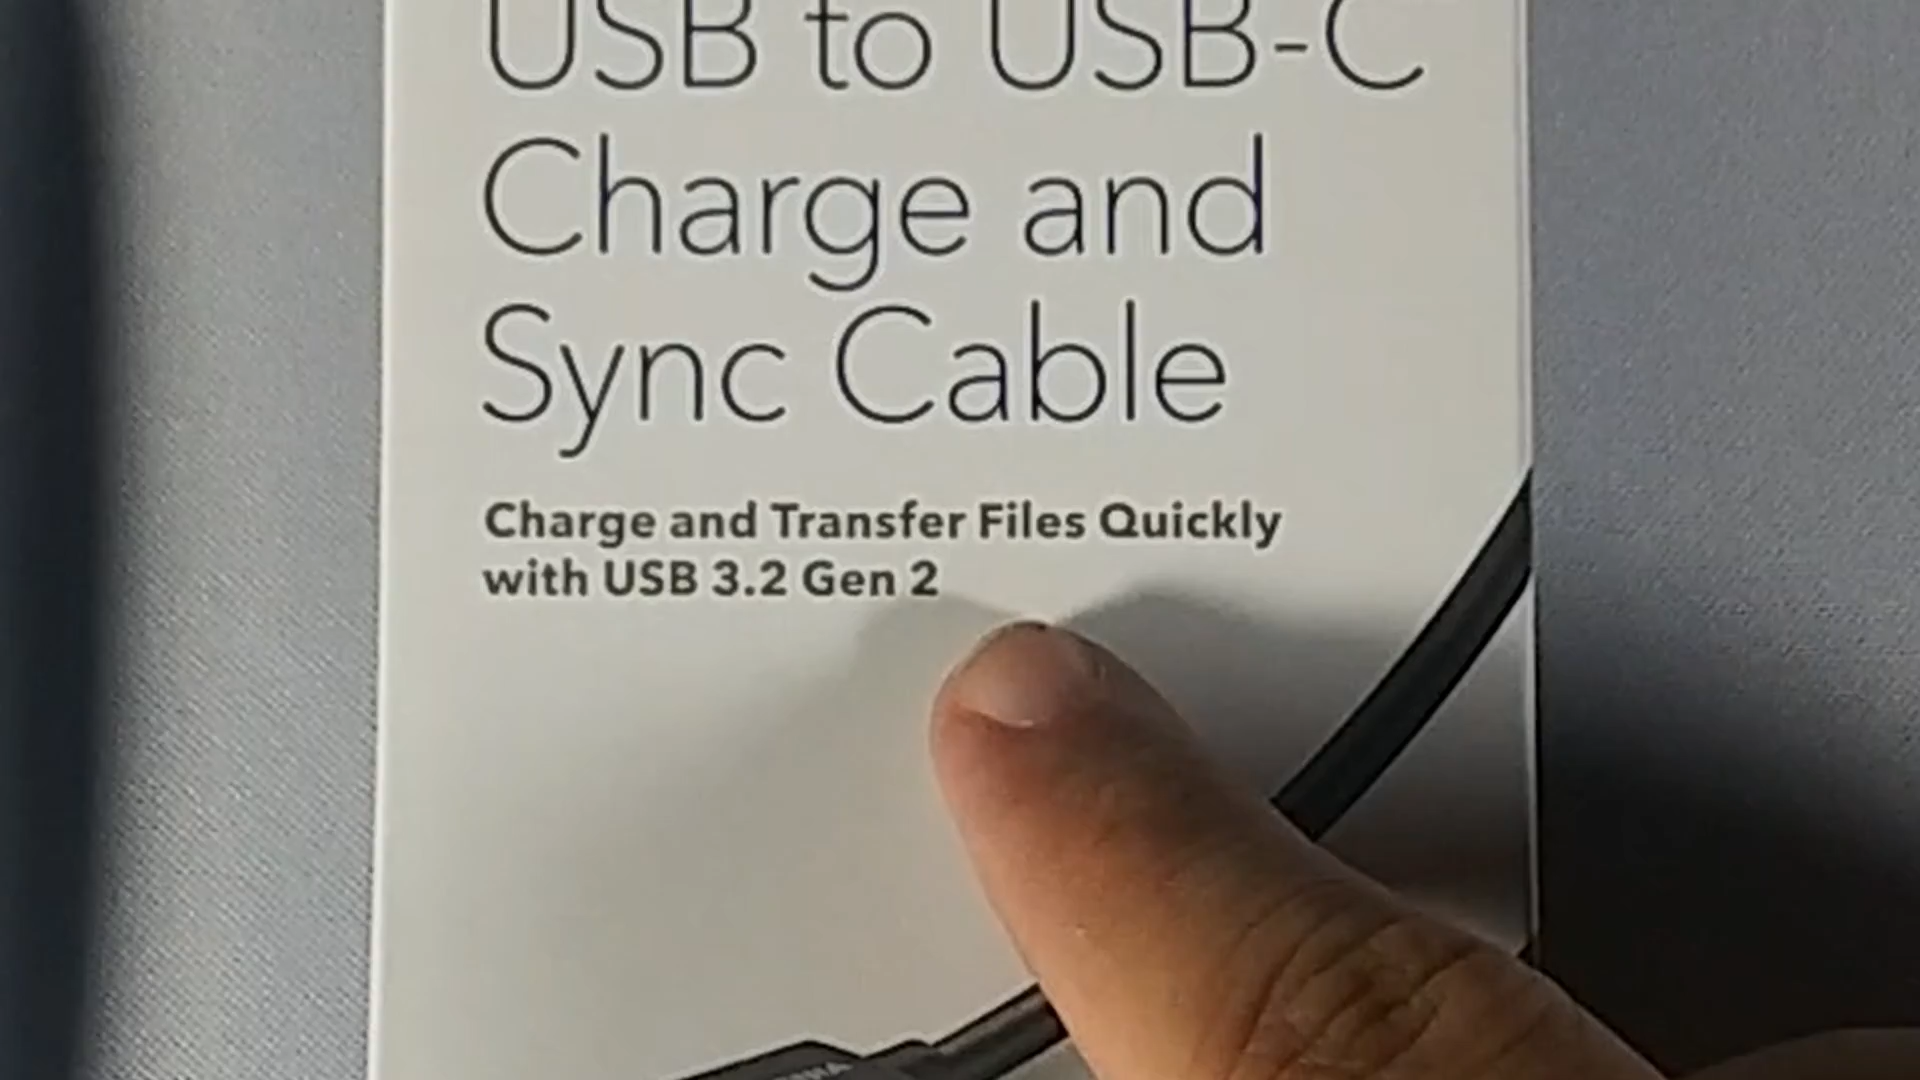 USB to USB-C
Charge and
Sync Cable
Charge and Transfer Files Quickly
with USB 3.2 Gen 2